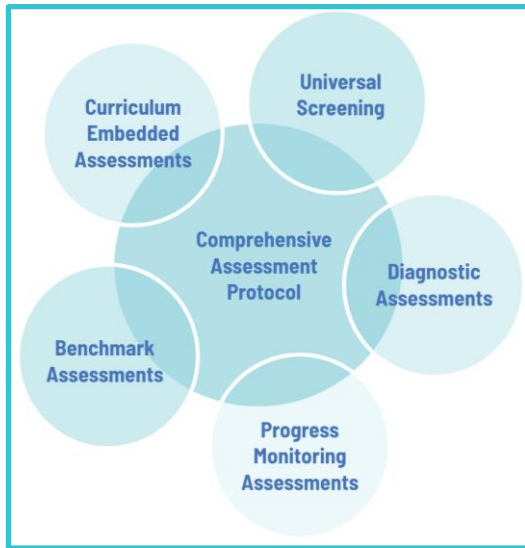 Universal
Screening
Curriculum
Embedded
Assessments
Comprehensive
Assessment
Protocol
Diagnostic
Assessments
Benchmark
Assessments
Progress
Monitoring
Assessments